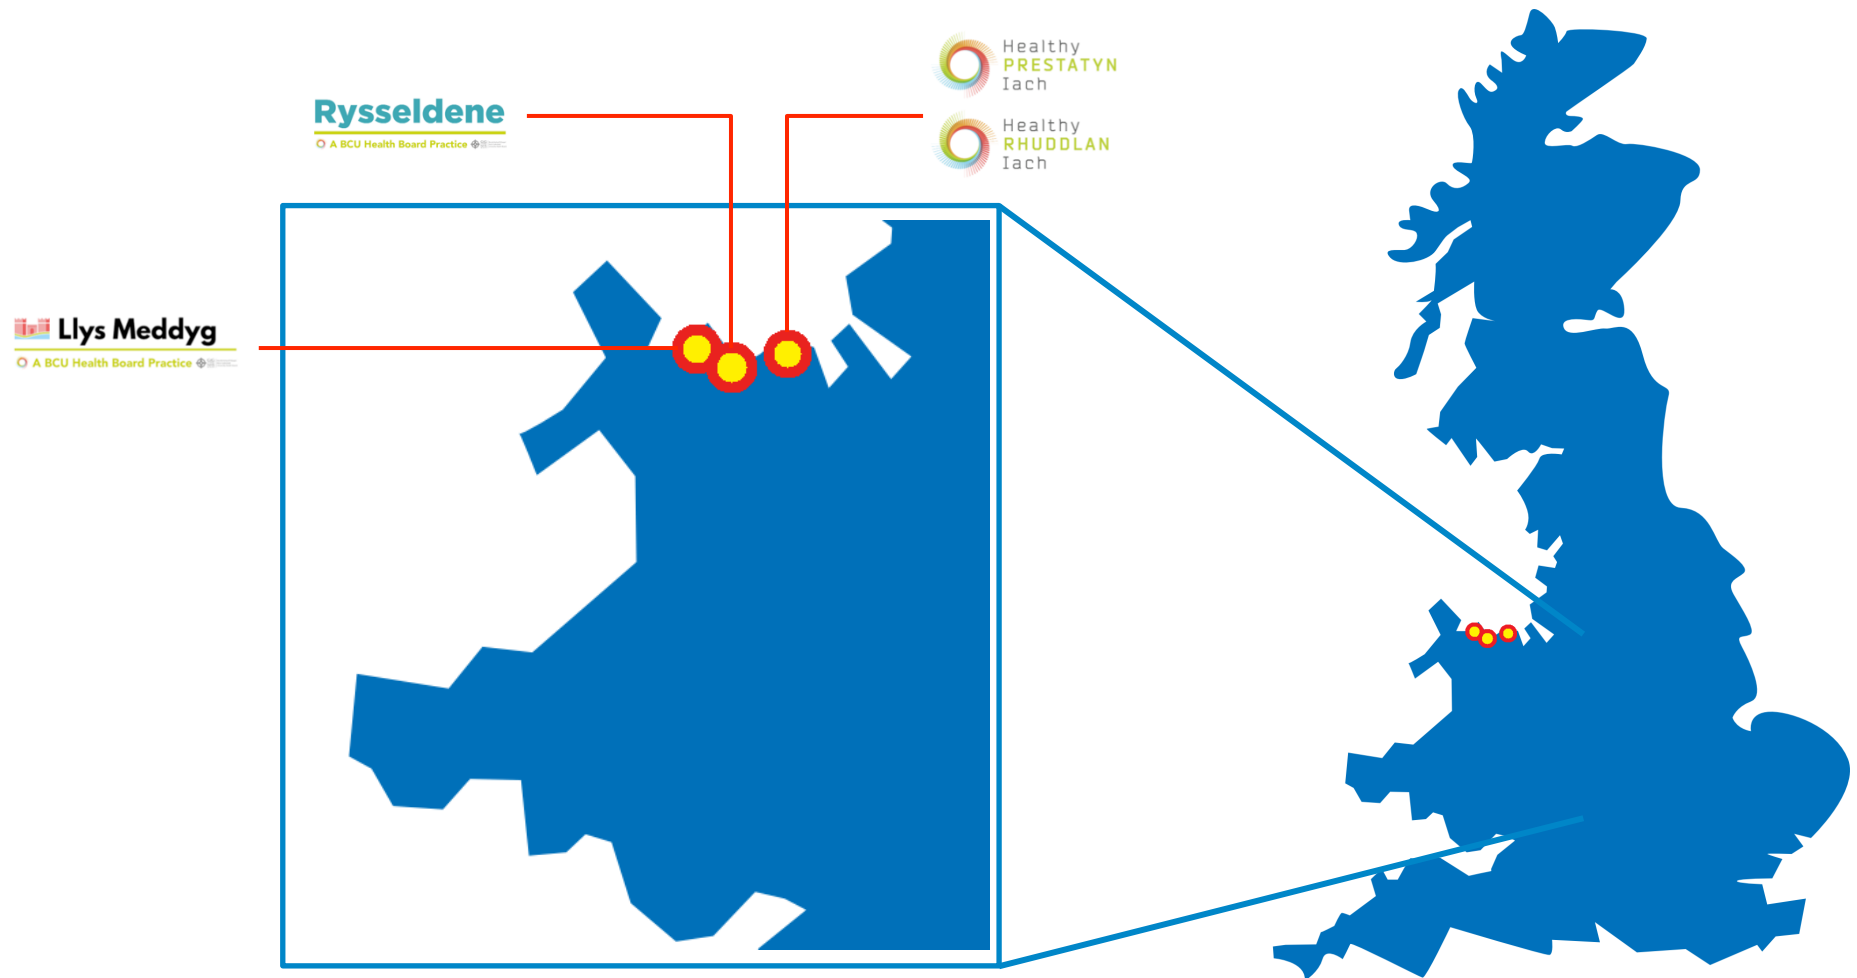 Healthy
PRESTATYN
Iach
Rysseldene
A BCU Health Board Practice
Healthy
RHUDDLAN
Iach
Llys Meddyg
A BCU Health Board Practice